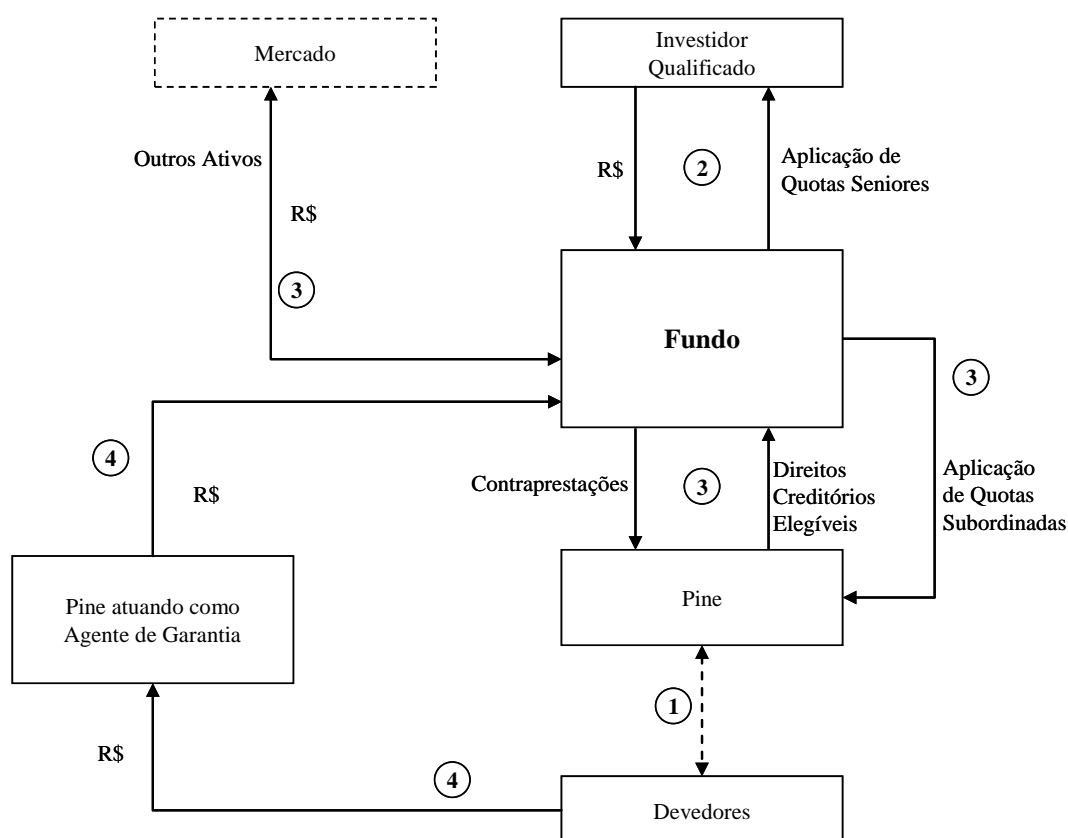 Mercado
Investidor
Qualificado
Outros Ativos
R$
R$
2
Aplicação de
Quotas Seniores
3
Fundo
3
4
R$
Contraprestações
3
Direitos
Creditórios
Elegíveis
Aplicação
de Quotas
Subordinadas
Pine atuando como
Agente de Garantia
Pine
1
R$
4
Devedores